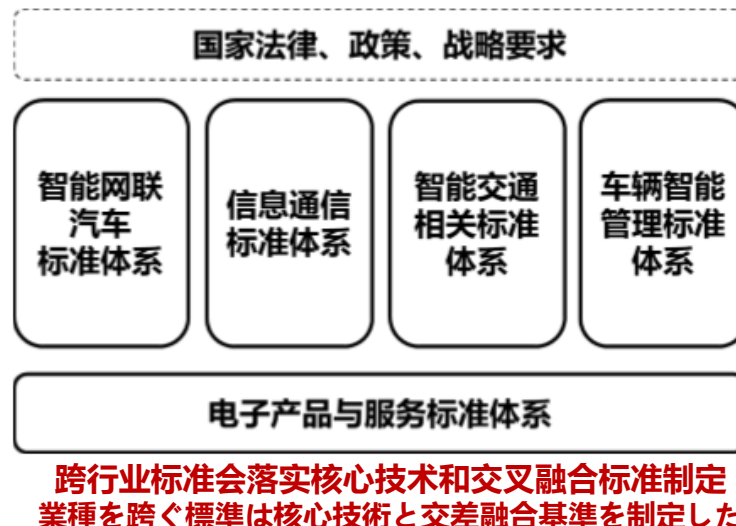 国家法律、政策、战略要求
智能网联
汽车
标准体系
信息通信
标准体系
智能交通
相关标准
体系
车辆智能
管理标准
体系
电子产品与服务标准体系
跨行业标准会落实核心技术和交叉融合标准制定
業種を跨ぐ標準は核心技術と交差融合基準を制定した